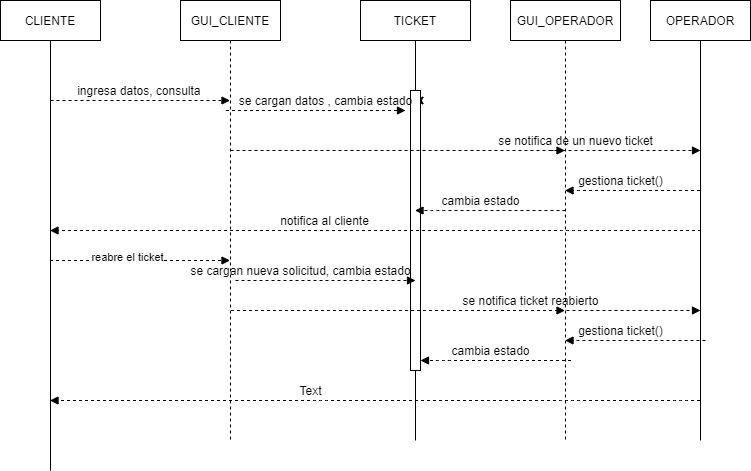 CLIENTE
GUI_CLIENTE
TICKET
GUI_OPERADOR
OPERADOR
ingresa datos, consulta
se cargan datos , cambia estado
se notifica de un nuevo ticket
gestiona ticket()
cambia estado
notifica al cliente
reabre el ticket
se cargan nueva solicitud, cambia estado
se notifica ticket reabierto
gestiona ticket()
cambia estado
Text